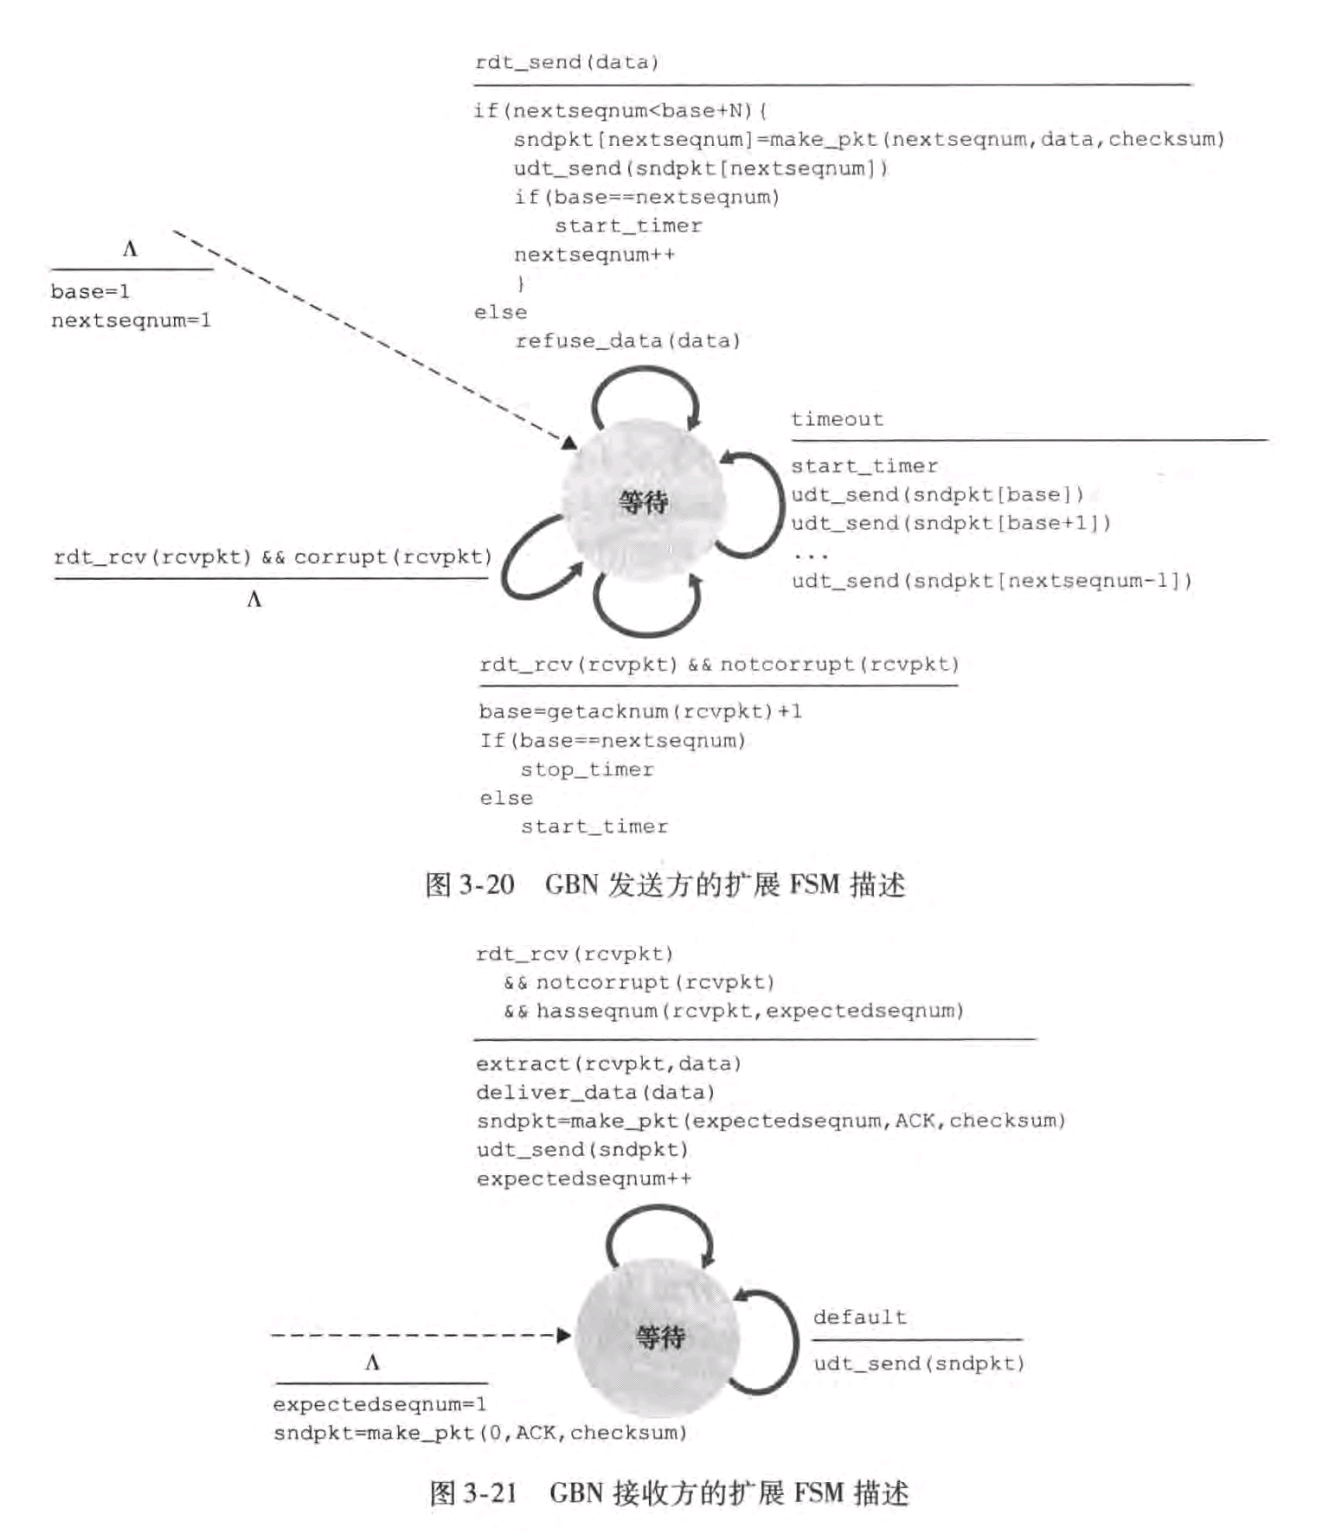 rdt_send(data)
if(nextseqnum<base+N){
sndpkt[nextseqnum]=make_pkt(nextseqnum,data,checksum)
udt_send(sndpkt[nextseqnum])
if(base==nextseqnum)
start_timer
nextseqnum++
}
else
refuse_data(data)
Λ
base=1
nextseqnum=1
timeout
start_timer
udt_send(sndpkt[base])
udt_send(sndpkt[base+1])
...
udt_send(sndpkt[nextseqnum-1])
等待
rdt_rcv(rcvpkt) && corrupt(rcvpkt)
Λ
rdt_rcv(rcvpkt) && notcorrupt(rcvpkt)
base=getacknum(rcvpkt)+1
If(base==nextseqnum)
stop_timer
else
start_timer
图 3-20 GBN 发送方的扩展 FSM 描述
rdt_rcv(rcvpkt)
&& notcorrupt(rcvpkt)
&& hasseqnum(rcvpkt,expectedseqnum)
extract(rcvpkt,data)
deliver_data(data)
sndpkt=make_pkt(expectedseqnum,ACK,checksum)
udt_send(sndpkt)
expectedseqnum++
等待
default
udt_send(sndpkt)
Λ
expectedseqnum=1
sndpkt=make_pkt(0,ACK,checksum)
图 3-21 GBN 接收方的扩展 FSM 描述